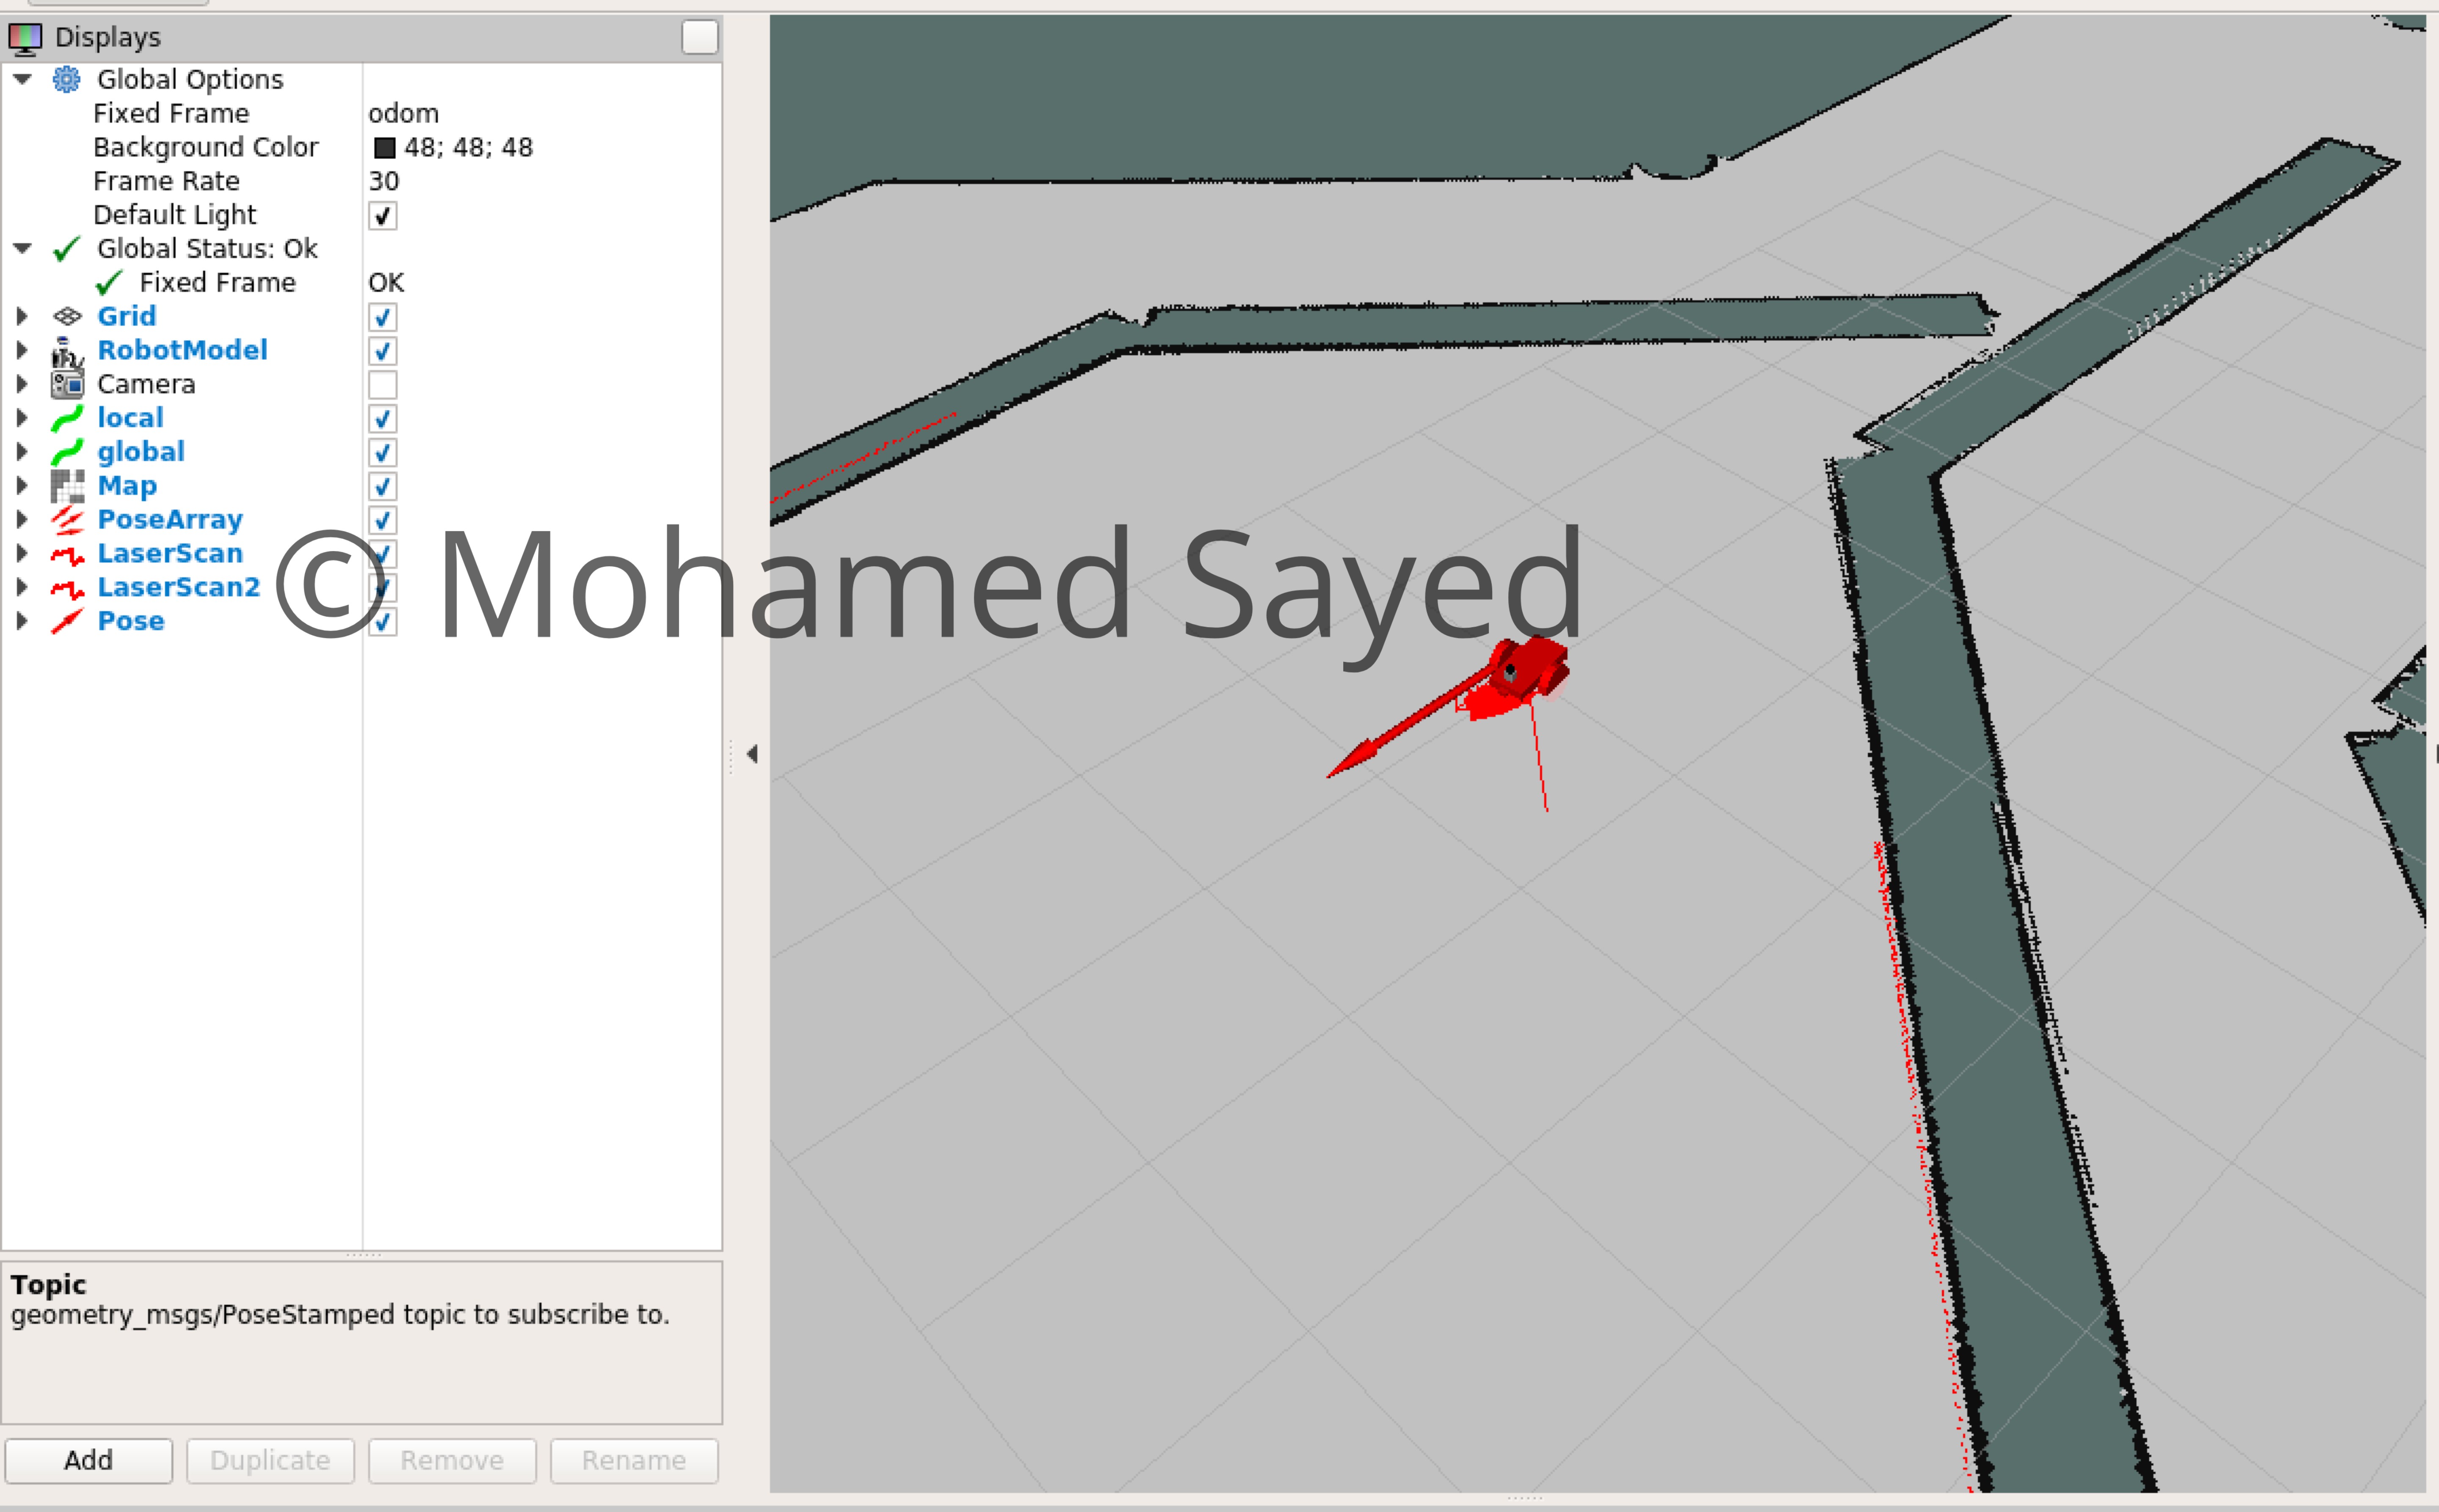 Displays
Global Options
Fixed Frame odom
Background Color 48; 48; 48
Frame Rate 30
Default Light
Global Status: Ok
Fixed Frame OK
Grid
RobotModel
Camera
local
global
Map
PoseArray
LaserScan
LaserScan2
Pose
© Mohamed Sayed
Topic
geometry_msgs/PoseStamped topic to subscribe to.
Add Duplicate Remove Rename